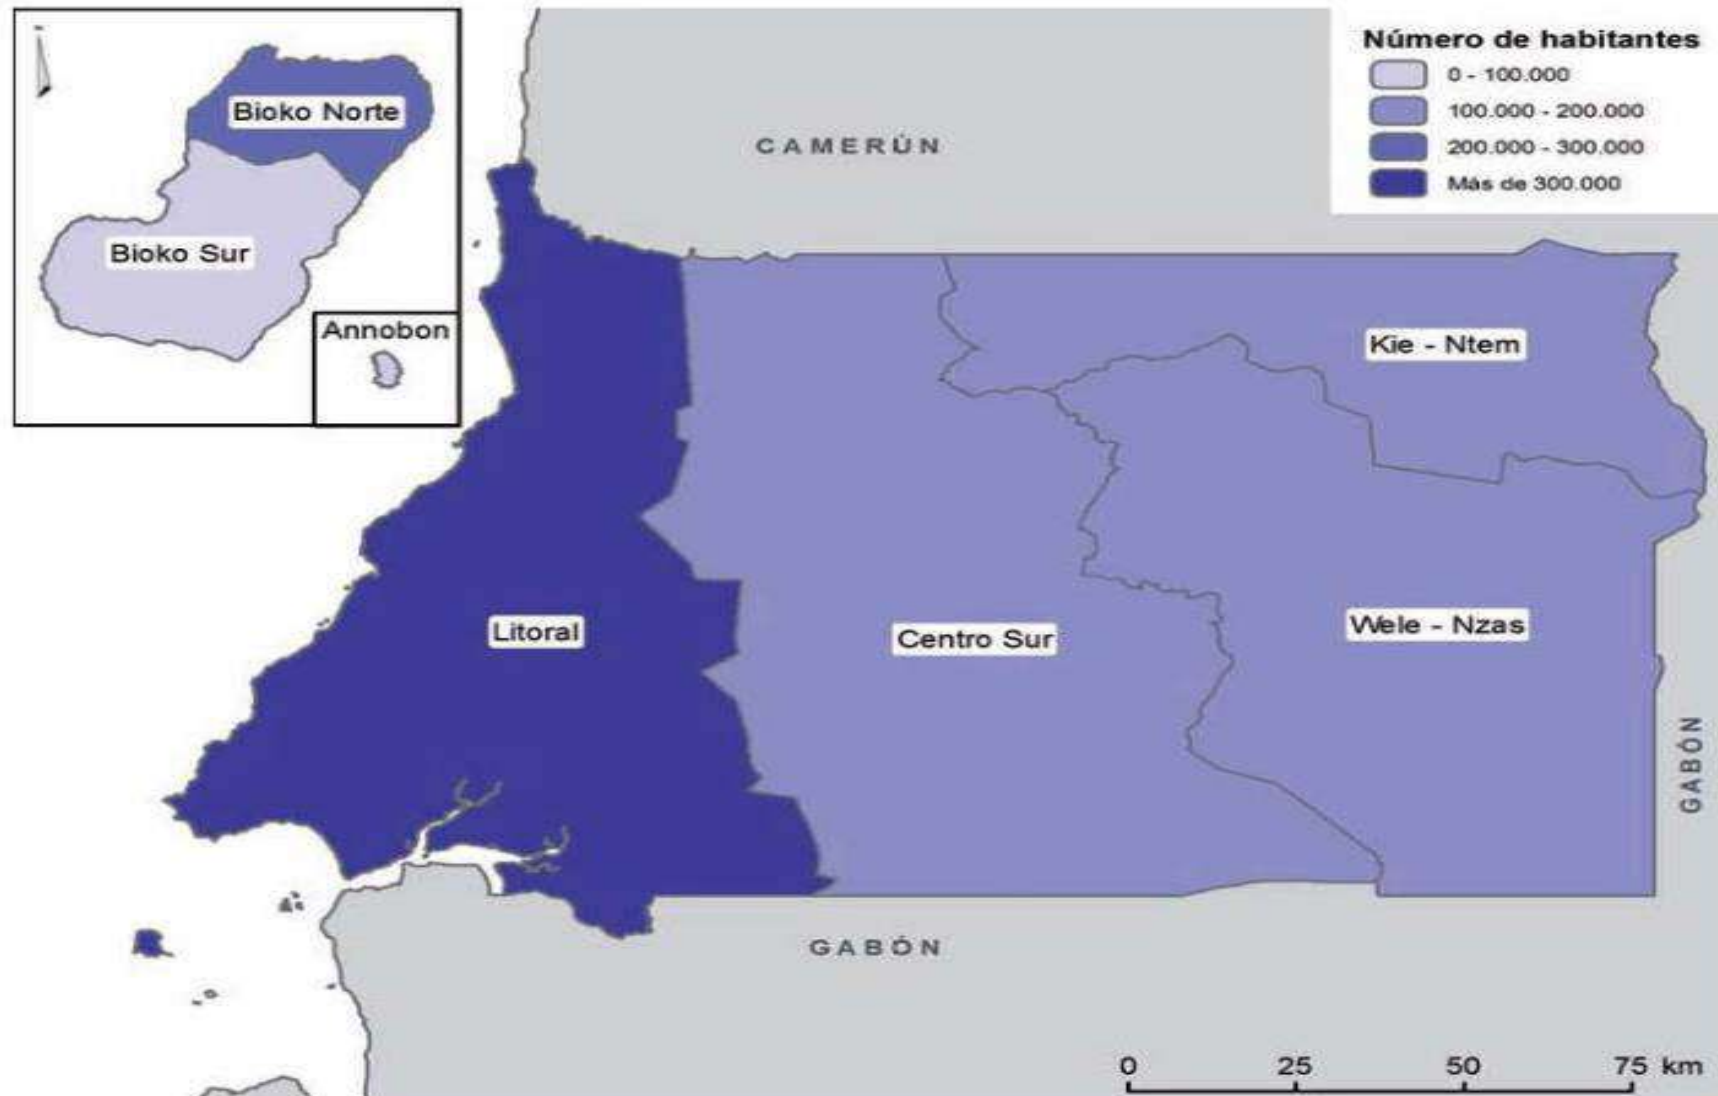 Bioko Norte
Bioko Sur
Annobon
CAMERÚN
Número de habitantes
0 - 100.000
100.000 - 200.000
200.000 - 300.000
Más de 300.000
Kie - Ntem
Litoral
Centro Sur
Wele - Nzas
GABÓN
GABÓN
0 25 50 75 km